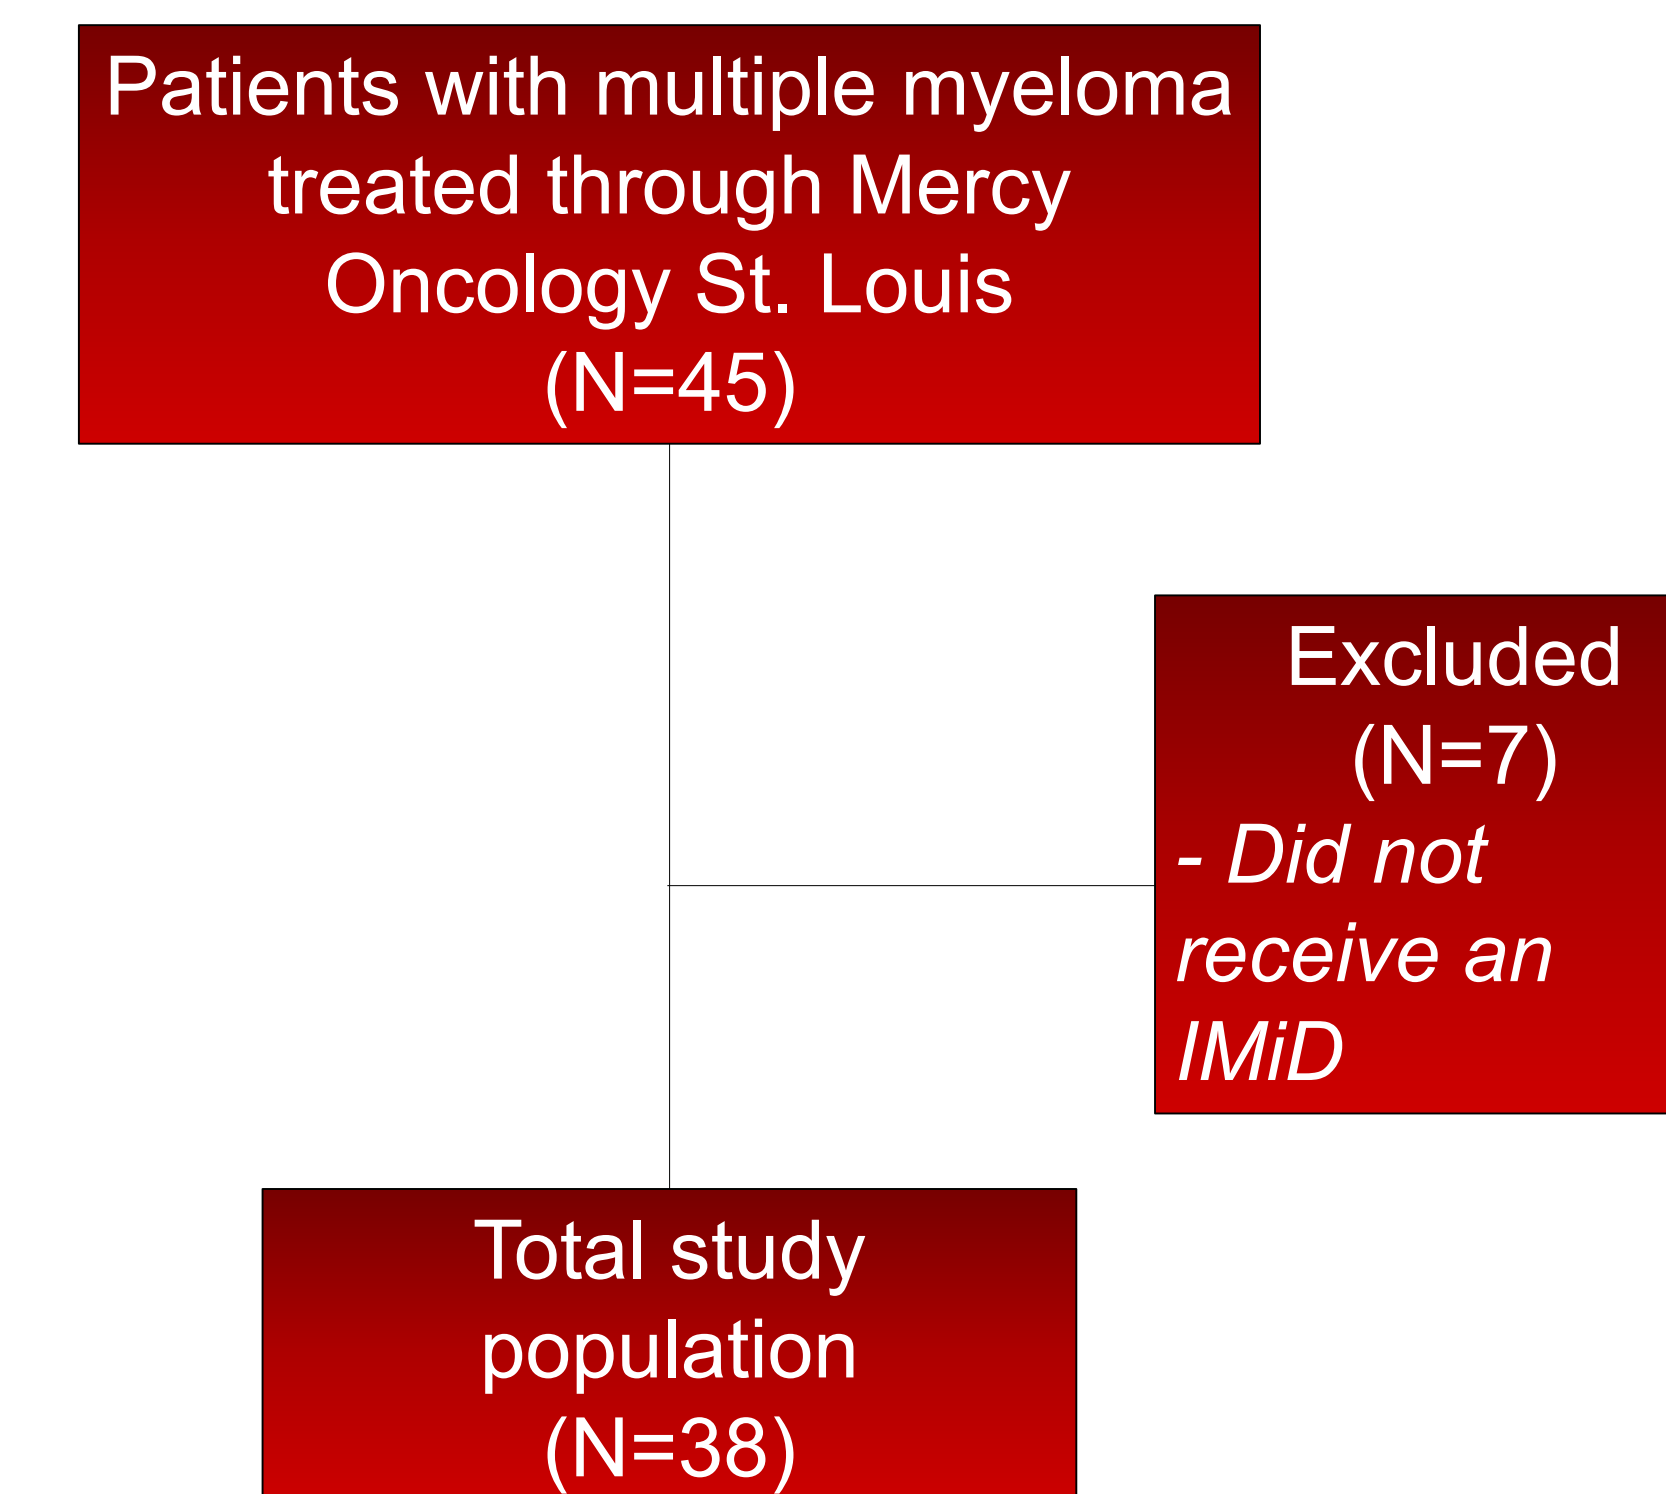 Patients with multiple myeloma
treated through Mercy
Oncology St. Louis
(N=45)
Excluded
(N=7)
- Did not
receive an
IMiD
Total study
population
(N=38)